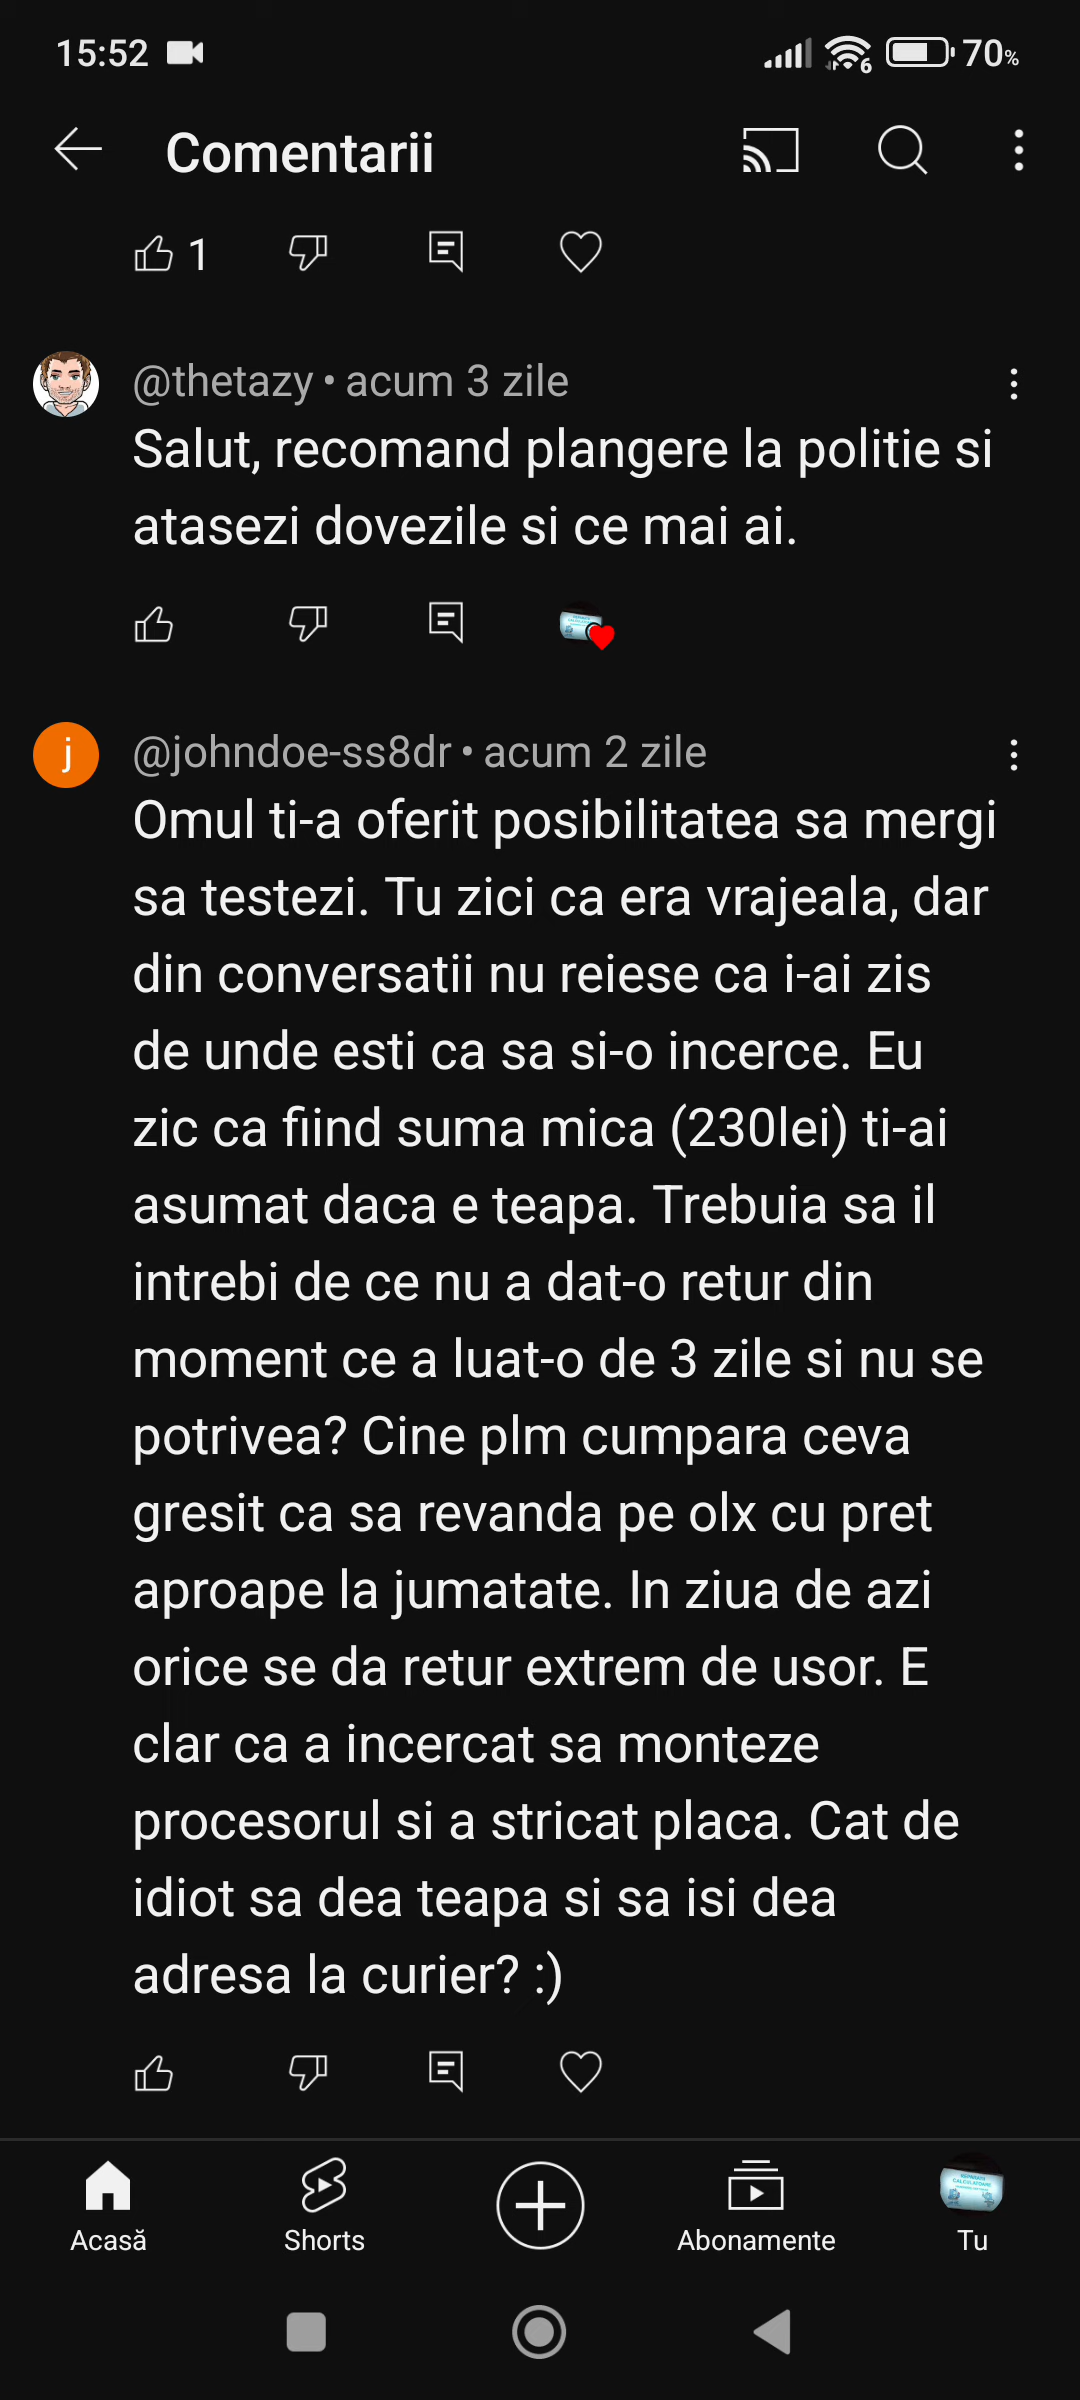 15:52
6
70%
Comentarii
1
@thetazy • acum 3 zile
Salut, recomand plangere la politie si
atasezi dovezile si ce mai ai.
j
@johndoe-ss8dr • acum 2 zile
Omul ti-a oferit posibilitatea sa mergi
sa testezi. Tu zici ca era vrajeala, dar
din conversatii nu reiese ca i-ai zis
de unde esti ca sa si-o incerce. Eu
zic ca fiind suma mica (230lei) ti-ai
asumat daca e teapa. Trebuia sa il
intrebi de ce nu a dat-o retur din
moment ce a luat-o de 3 zile si nu se
potrivea? Cine plm cumpara ceva
gresit ca sa revanda pe olx cu pret
aproape la jumatate. In ziua de azi
orice se da retur extrem de usor. E
clar ca a incercat sa monteze
procesorul si a stricat placa. Cat de
idiot sa dea teapa si sa isi dea
adresa la curier? :)
Acasă
Shorts
Abonamente
Tu